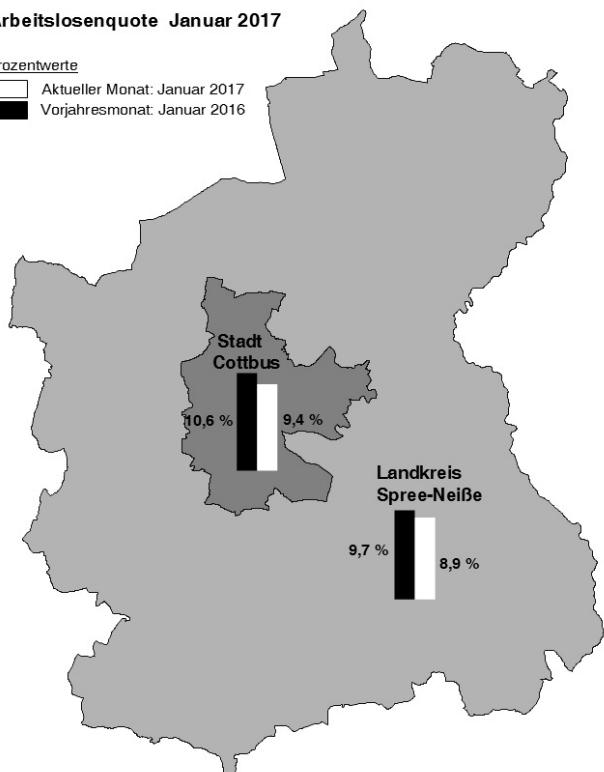 Arbeitslosenquote Januar 2017
rozentwerte
Aktueller Monat: Januar 2017
Vorjahresmonat: Januar 2016
Stadt
Cottbus
10,6 %
9,4 %
Landkreis
Spree-Neiße
9,7 %
8,9 %